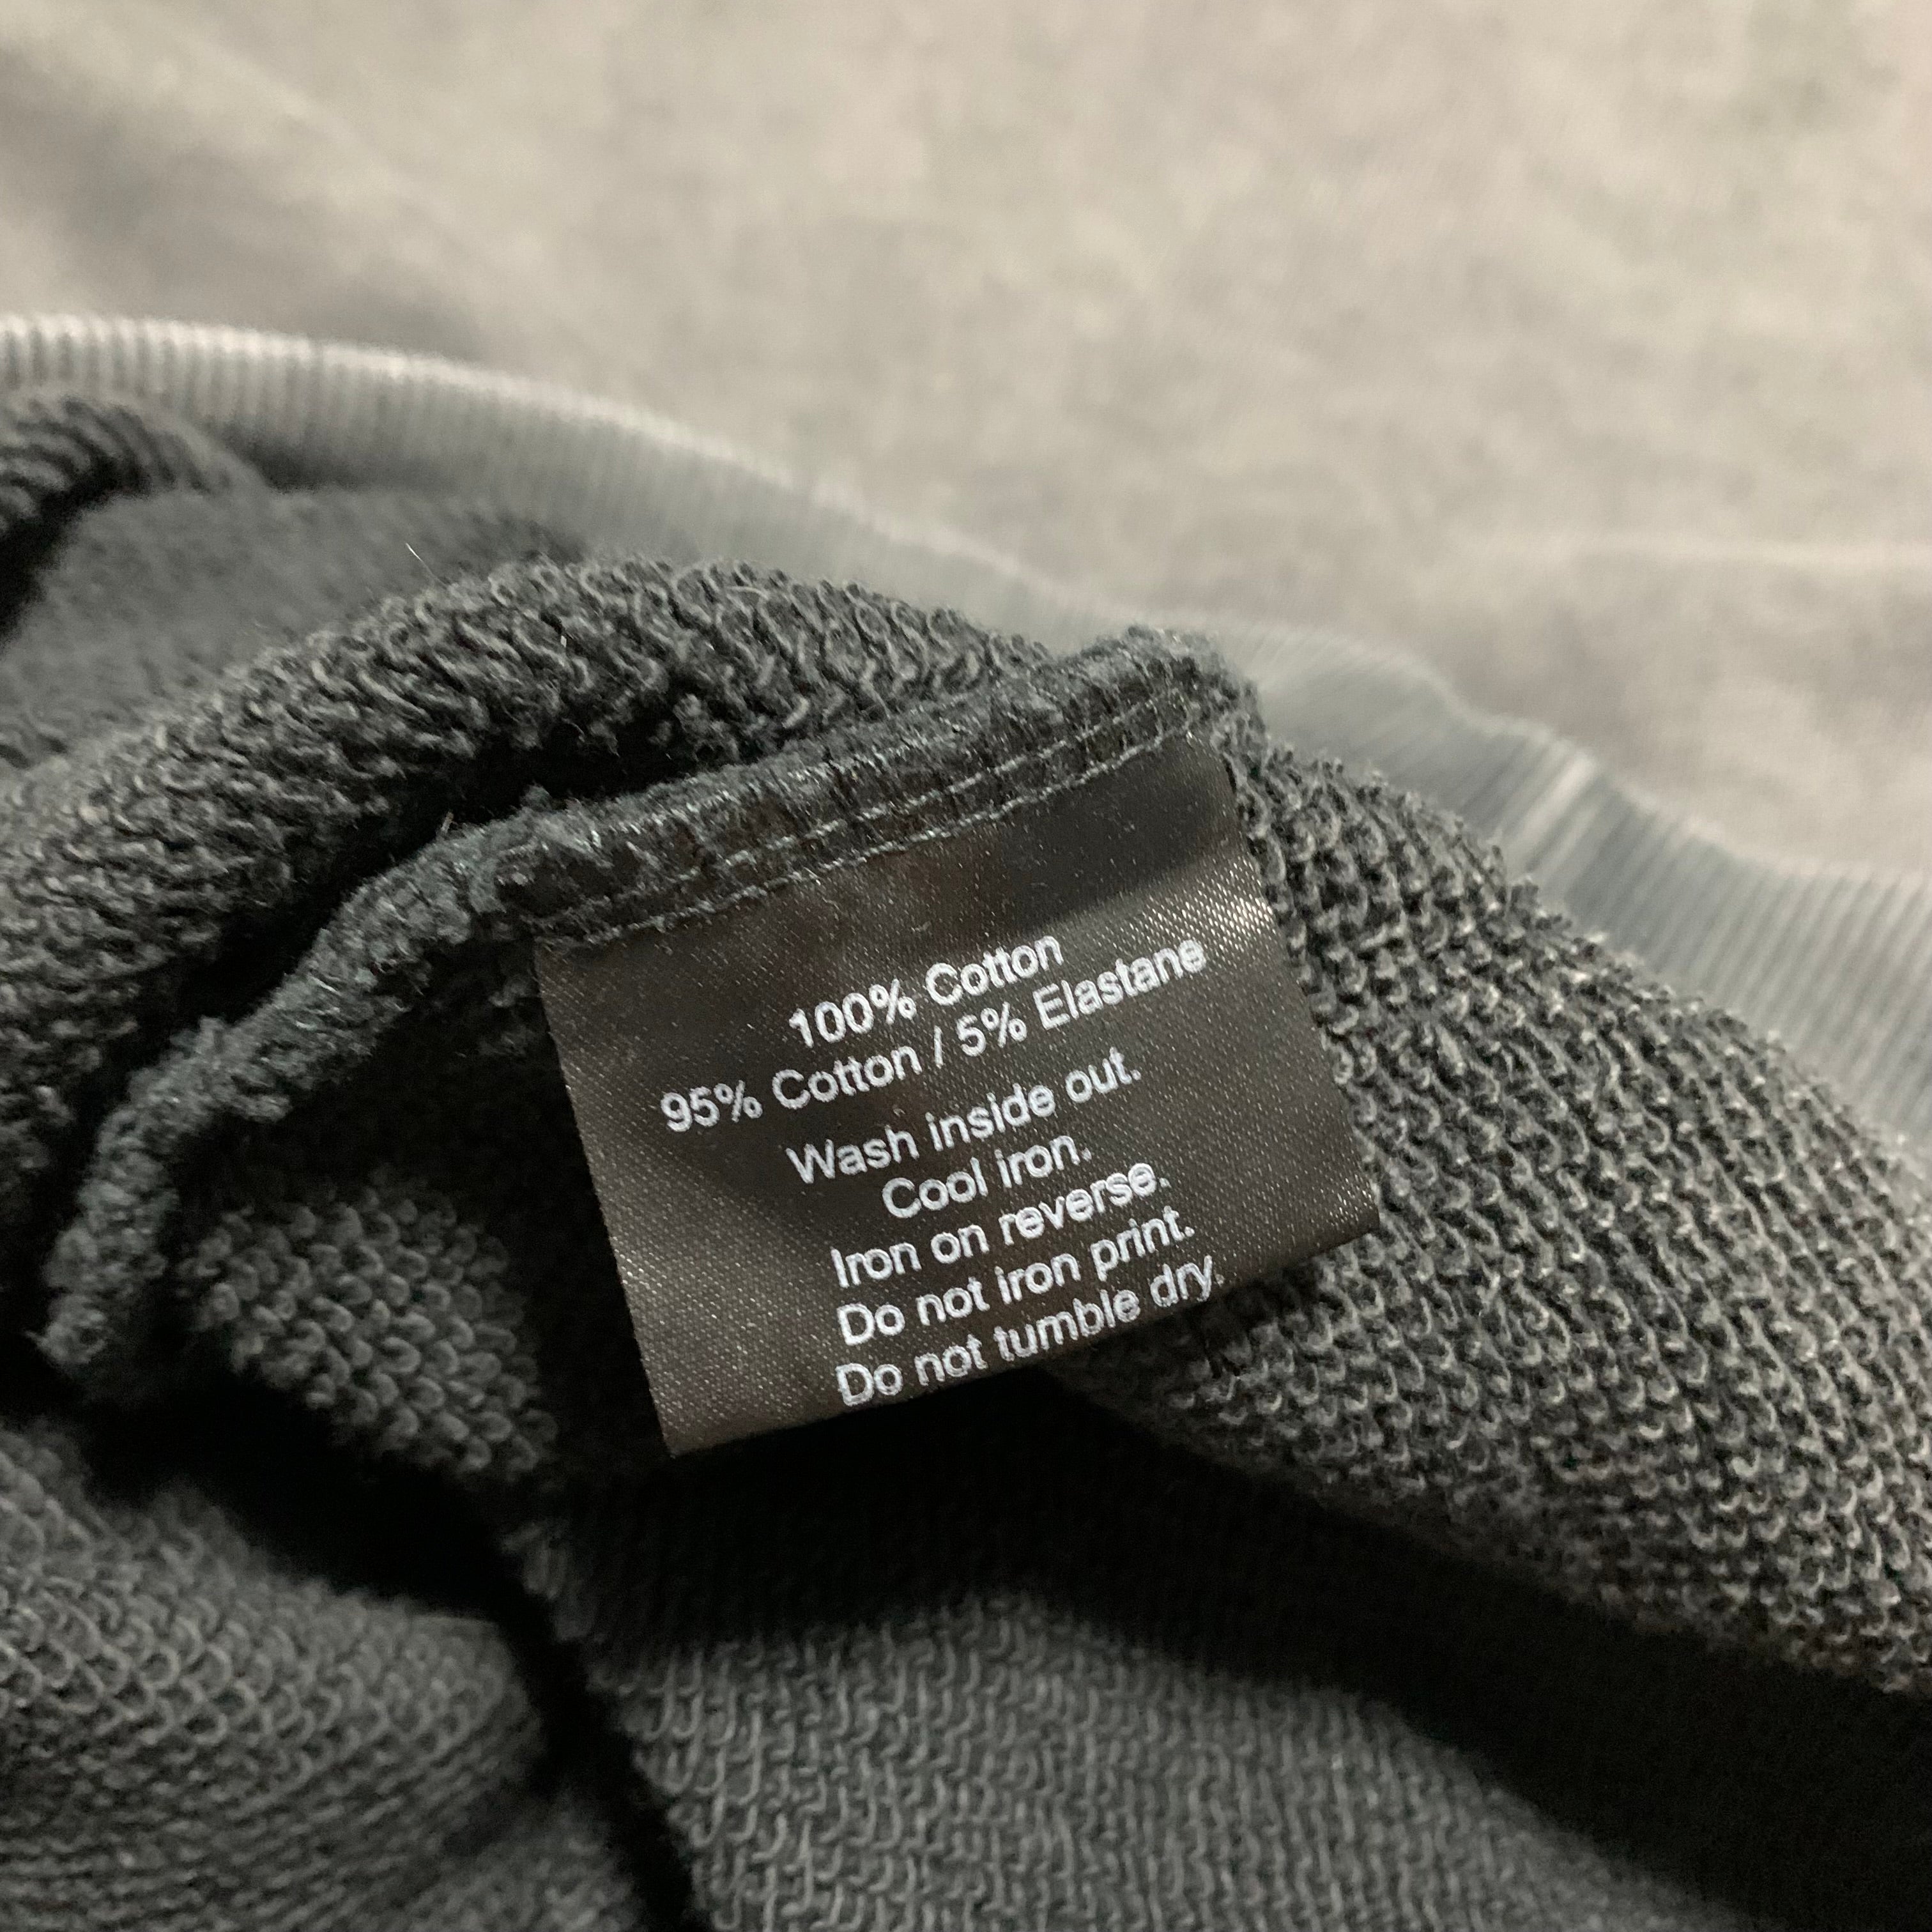 100% Cotton
95% Cotton / 5% Elastane
Wash inside out.
Cool iron.
Iron on reverse.
Do not iron print.
Do not tumble dry.